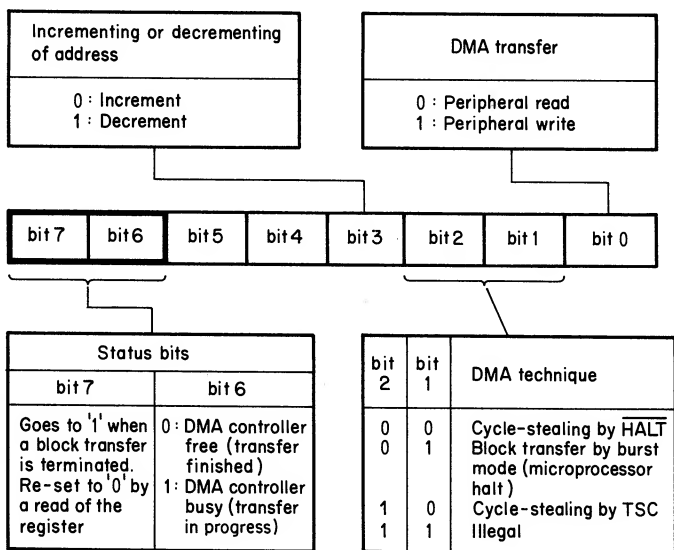 Incrementing or decrementing
of address
0 : Increment
1 : Decrement
DMA transfer
0 : Peripheral read
1 : Peripheral write
bit 7
bit 6
bit 5
bit 4
bit 3
bit 2
bit 1
bit 0
Status bits
bit 7
bit 6
Goes to '1' when
a block transfer
is terminated.
Re-set to '0' by
a read of the
register
0 : DMA controller
free (transfer
finished)
1 : DMA controller
busy (transfer
in progress)
bit
2
bit
1
DMA technique
0 0 Cycle-stealing by H̅A̅L̅T̅
0 1 Block transfer by burst
mode (microprocessor
halt)
1 0 Cycle-stealing by TSC
1 1 Illegal